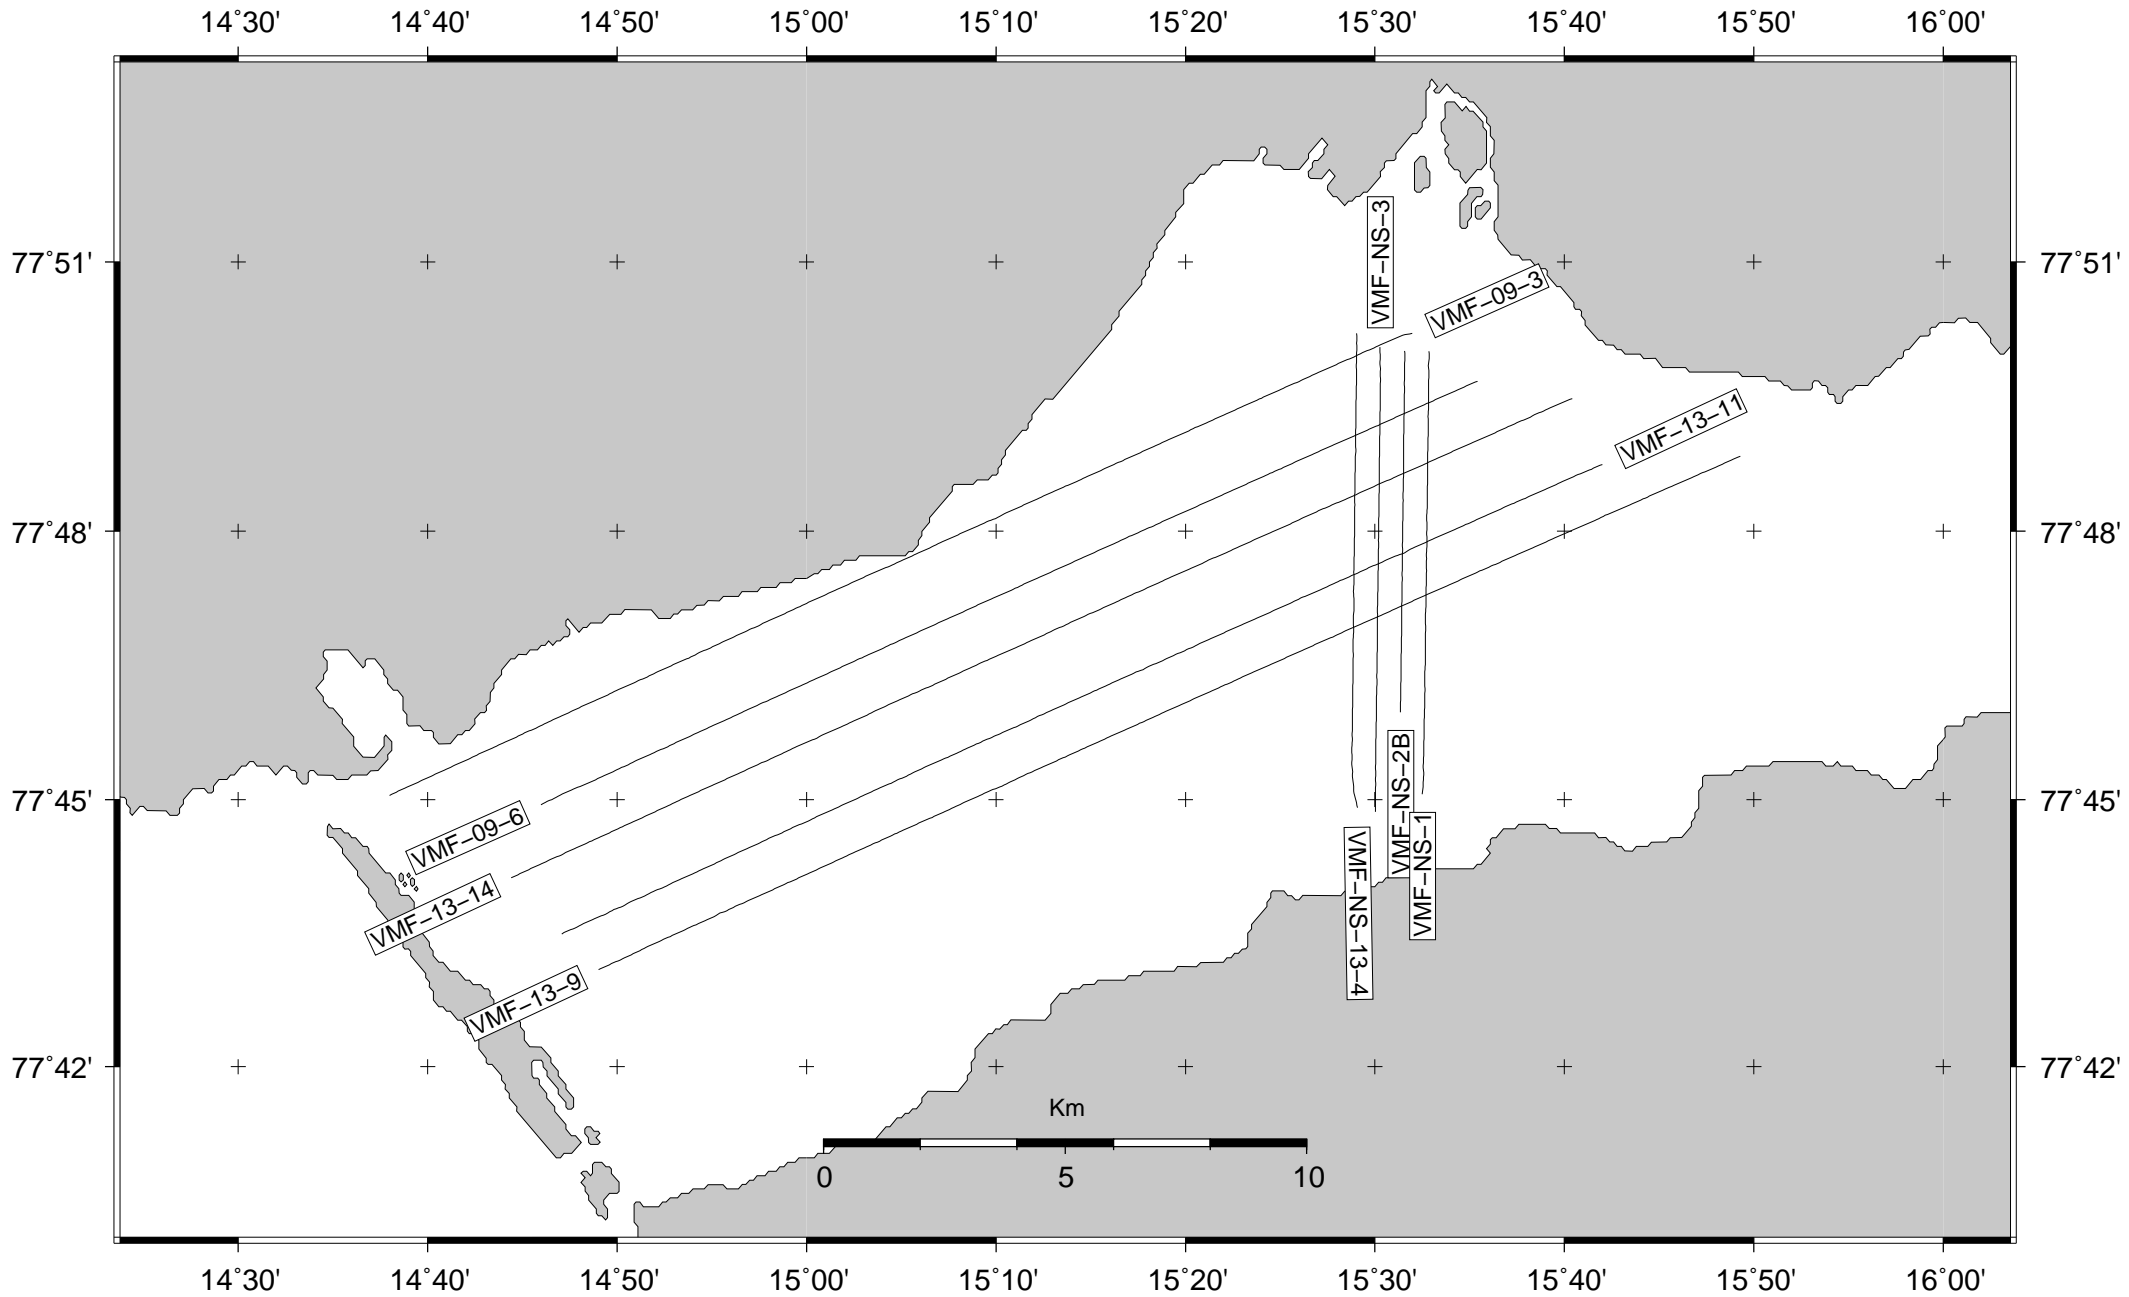 14°30' 14°40' 14°50' 15°00' 15°10' 15°20' 15°30' 15°40' 15°50' 16°00'
VMF–NS–3
77°51' 77°51'
VMF–09–3
VMF–13–11
77°48' 77°48'
VMF–NS–2B
77°45' 77°45'
VMF–09–6
VMF–NS–1
VMF–13–14
VMF–NS–13–4
VMF–13–9
77°42' 77°42'
Km
0 5 10
14°30' 14°40' 14°50' 15°00' 15°10' 15°20' 15°30' 15°40' 15°50' 16°00'